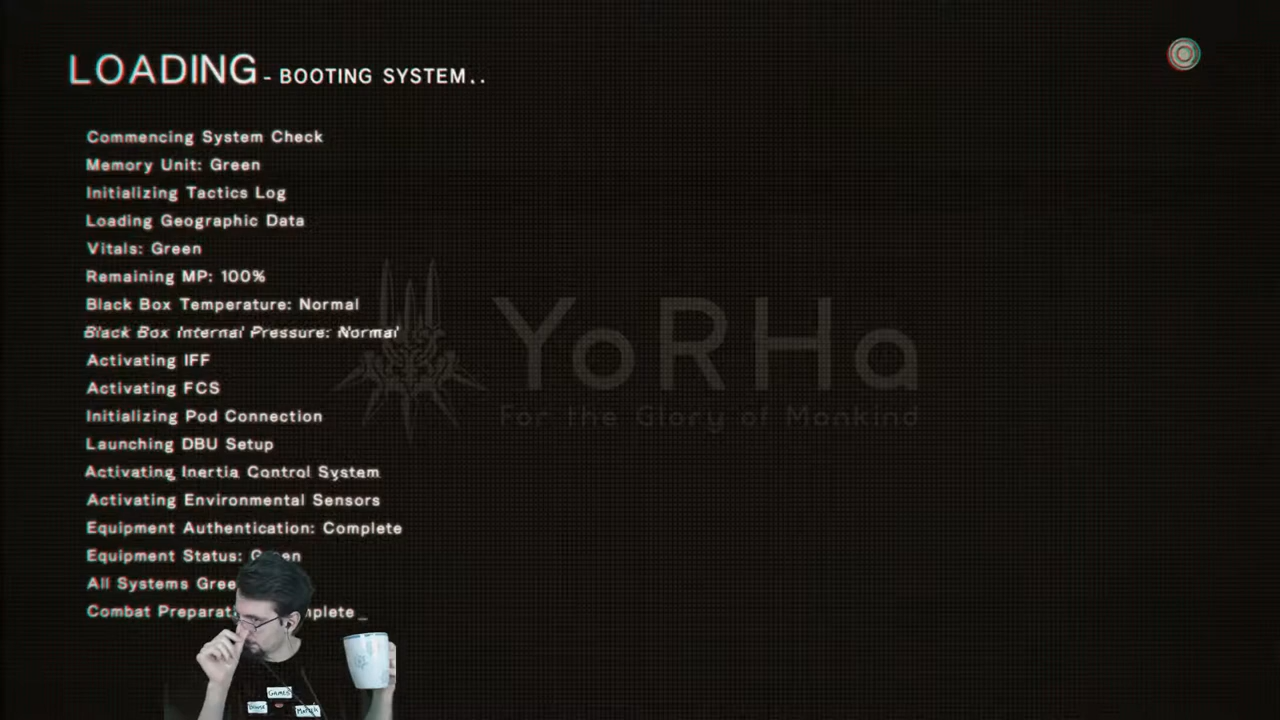 LOADING - BOOTING SYSTEM..
Commencing System Check
Memory Unit: Green
Initializing Tactics Log
Loading Geographic Data
Vitals: Green
Remaining MP: 100%
Black Box Temperature: Normal
Black Box Internal Pressure: Normal
Activating IFF
Activating FCS
Initializing Pod Connection
Launching DBU Setup
Activating Inertia Control System
Activating Environmental Sensors
Equipment Authentication: Complete
Equipment Status:
All Systems
Combat
YoRHa
For the Glory of Mankind
GAMES